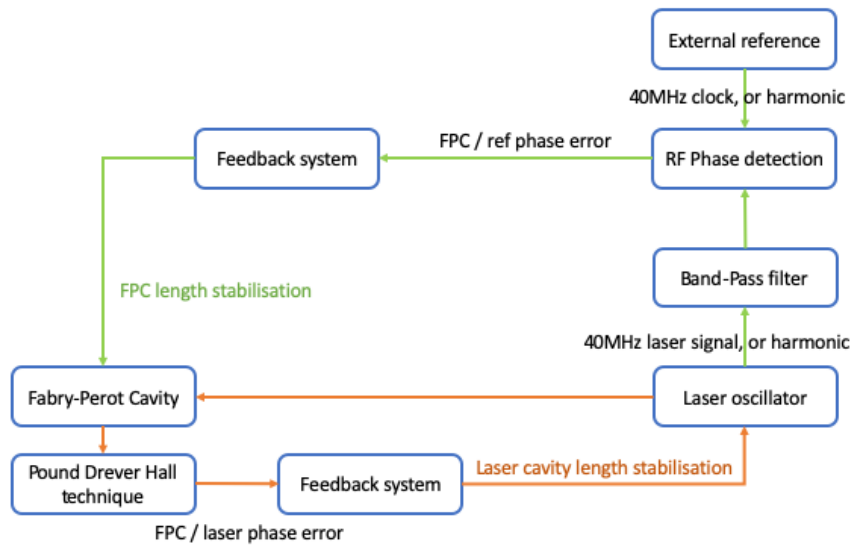 External reference
40MHz clock, or harmonic
FPC / ref phase error
Feedback system
RF Phase detection
Band-Pass filter
FPC length stabilisation
40MHz laser signal, or harmonic
Fabry-Perot Cavity
Laser oscillator
Pound Drever Hall
technique
Feedback system
Laser cavity length stabilisation
FPC / laser phase error